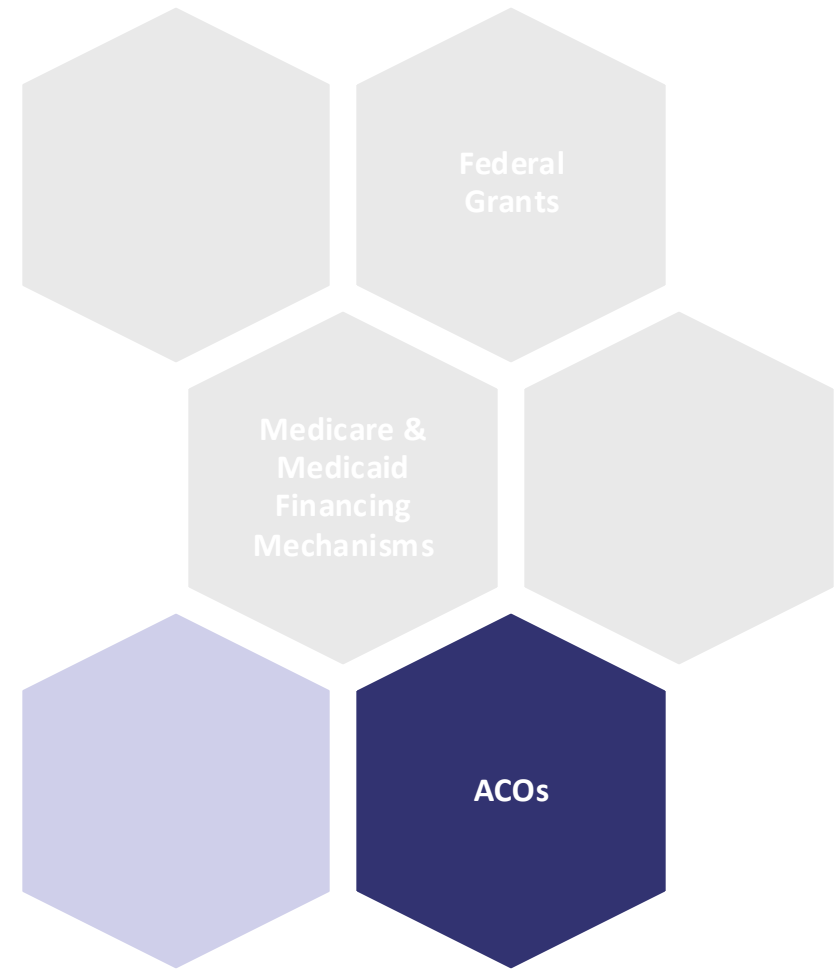 Federal
Grants
Medicare &
Medicaid
Financing
Mechanisms
ACOs